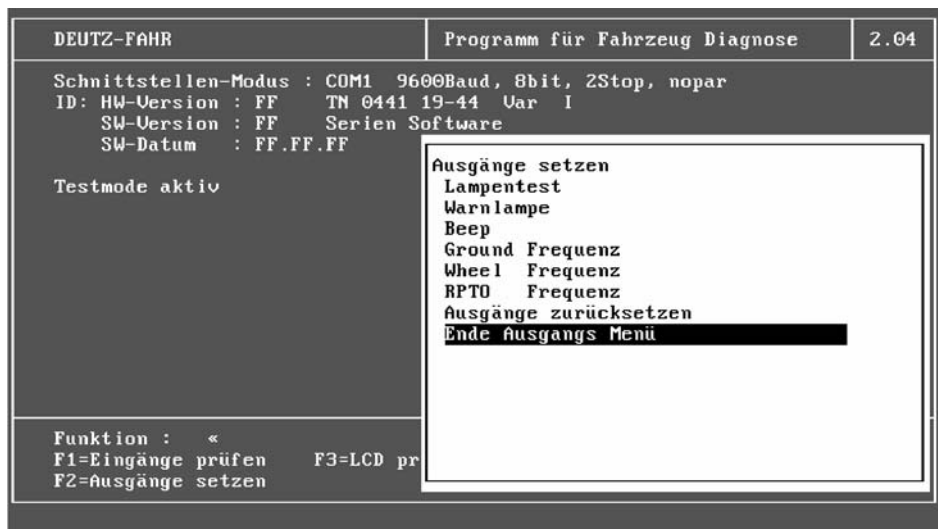 DEUTZ-FAHR Programm für Fahrzeug Diagnose 2.04
Schnittstellen-Modus : COM1 9600Baud, 8bit, 2Stop, nopar
ID: HW-Version : FF TN 0441 19-44 Var I
SW-Version : FF Serien Software
SW-Datum : FF.FF.FF
Testmode aktiv
Ausgänge setzen
Lampentest
Warnlampe
Beep
Ground Frequenz
Wheel Frequenz
RPTO Frequenz
Ausgänge zurücksetzen
Ende Ausgangs Menü
Funktion : «
F1=Eingänge prüfen F3=LCD pr
F2=Ausgänge setzen